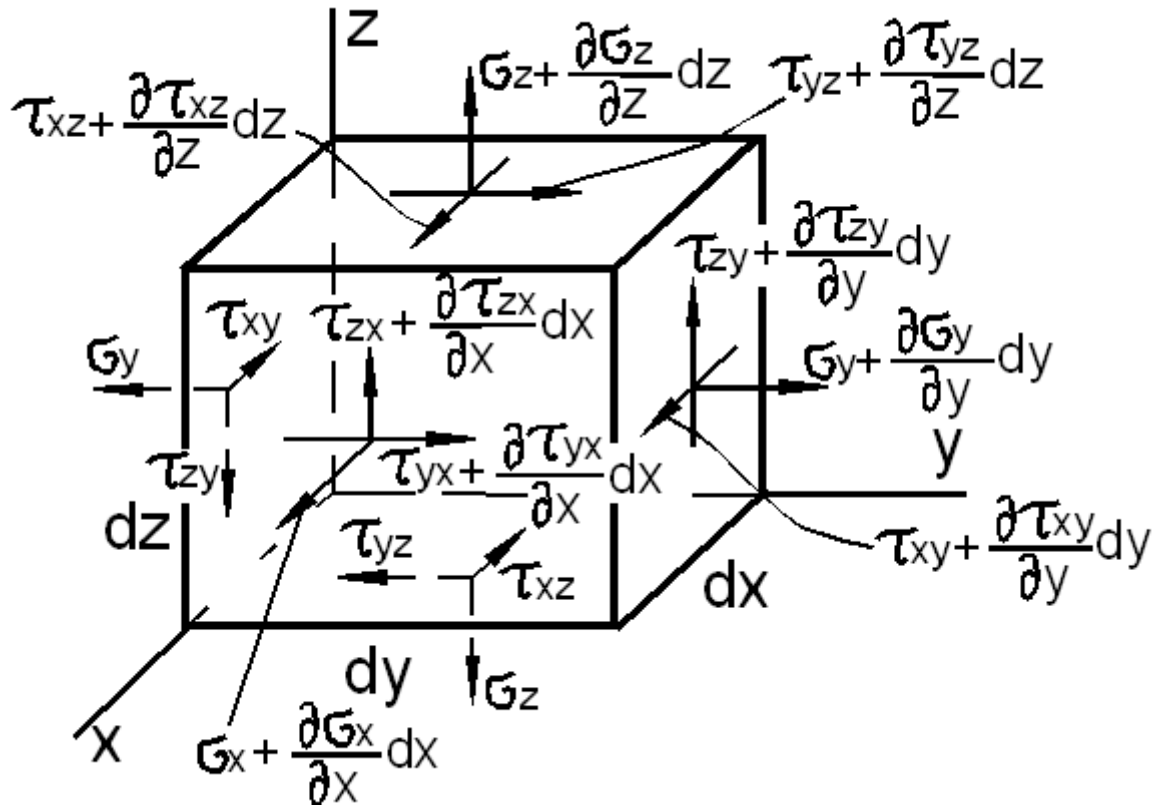 z
σz + ∂σz/∂z dz
τyz + ∂τyz/∂z dz
τxz + ∂τxz/∂z dz
τzy + ∂τzy/∂y dy
τxy
τzx + ∂τzx/∂x dx
σy
σy + ∂σy/∂y dy
y
τzy
τyx + ∂τyx/∂x dx
dz
τyz
τxz
τxy + ∂τxy/∂y dy
dx
dy
σz
x
σx + ∂σx/∂x dx